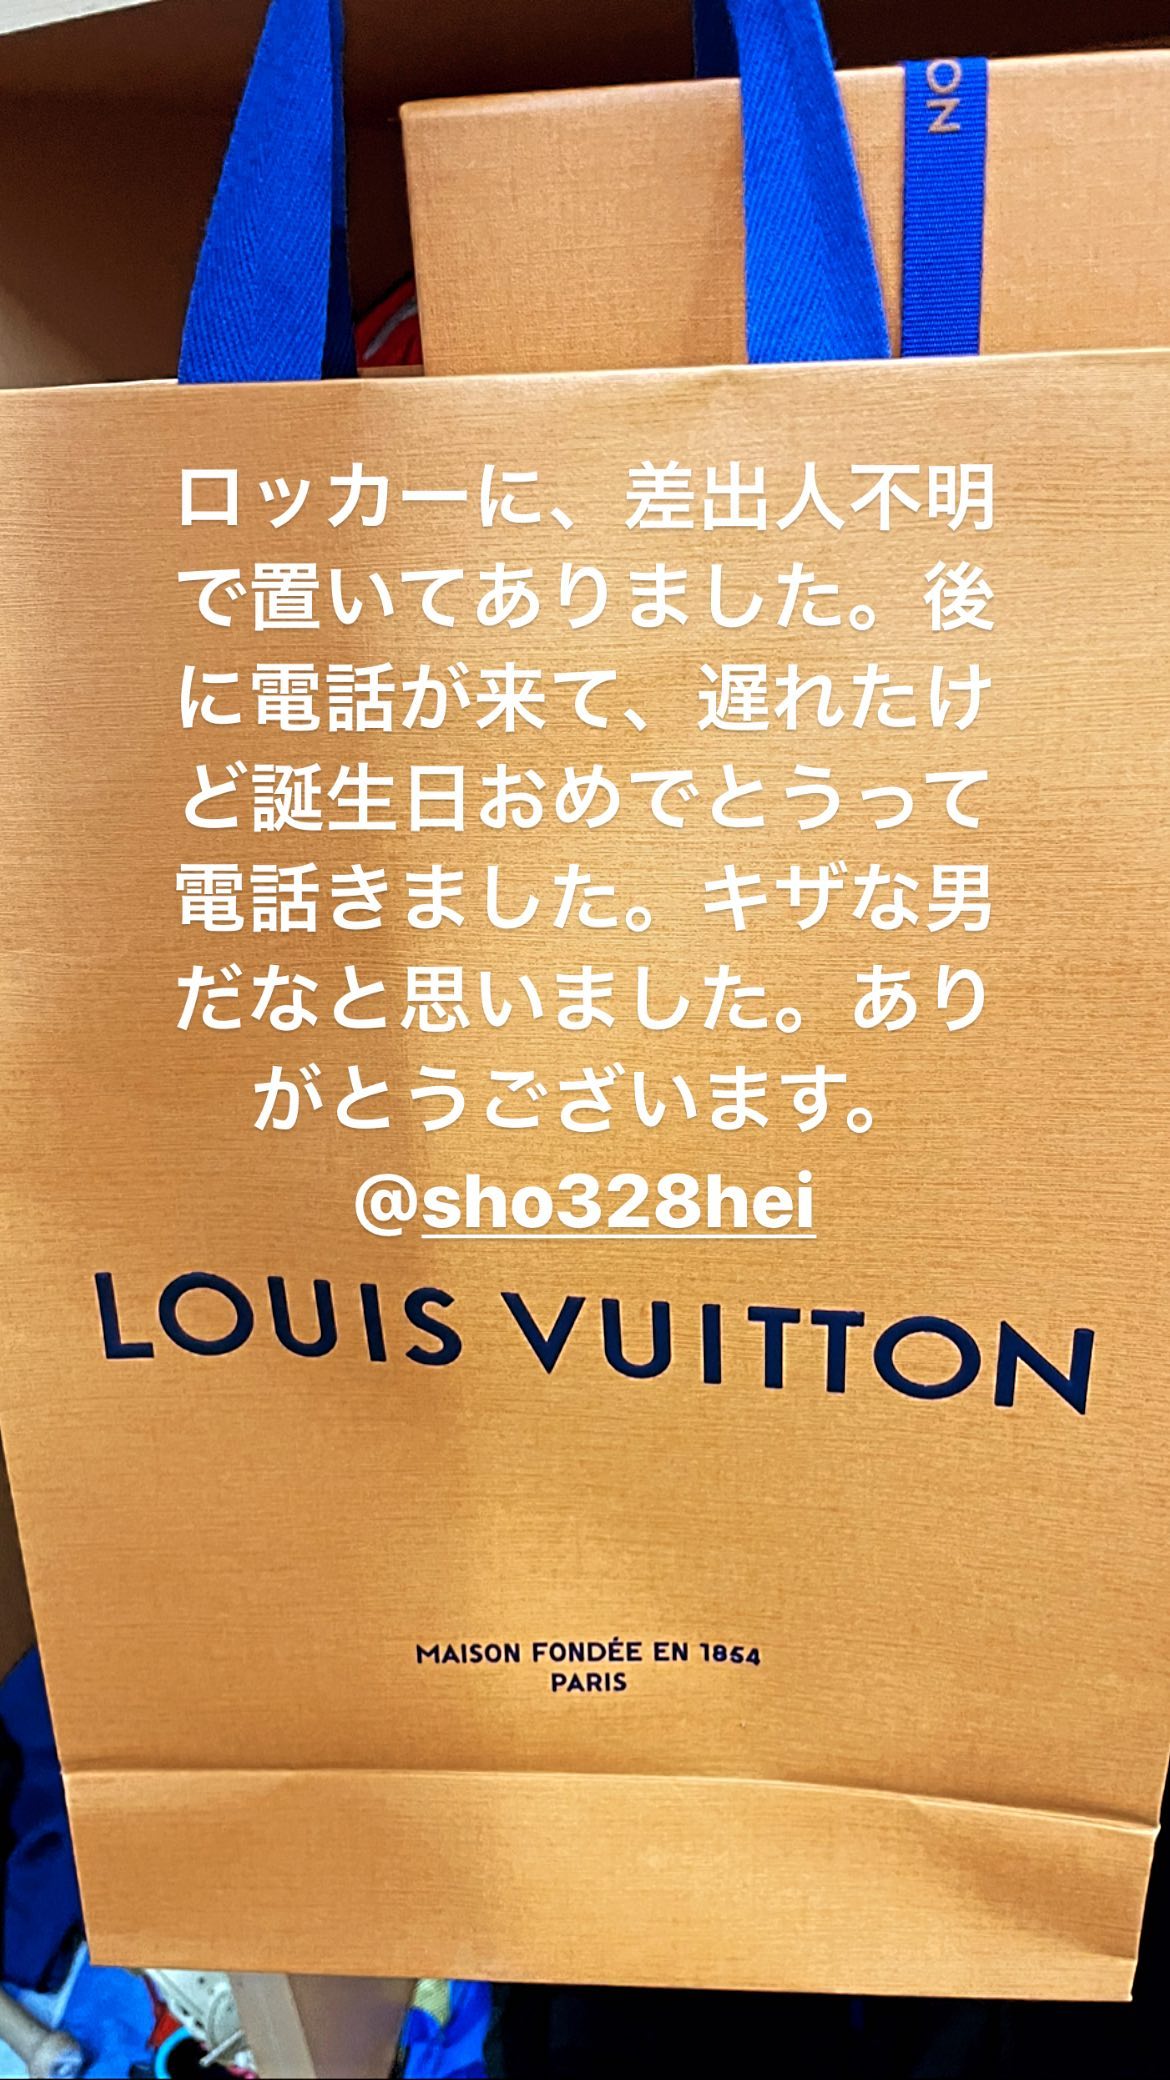 ON
ロッカーに、差出人不明
で置いてありました。後
に電話が来て、遅れたけ
ど誕生日おめでとうって
電話きました。キザな男
だなと思いました。あり
がとうございます。
@sho328hei
LOUIS VUITTON
MAISON FONDÉE EN 1854
PARIS